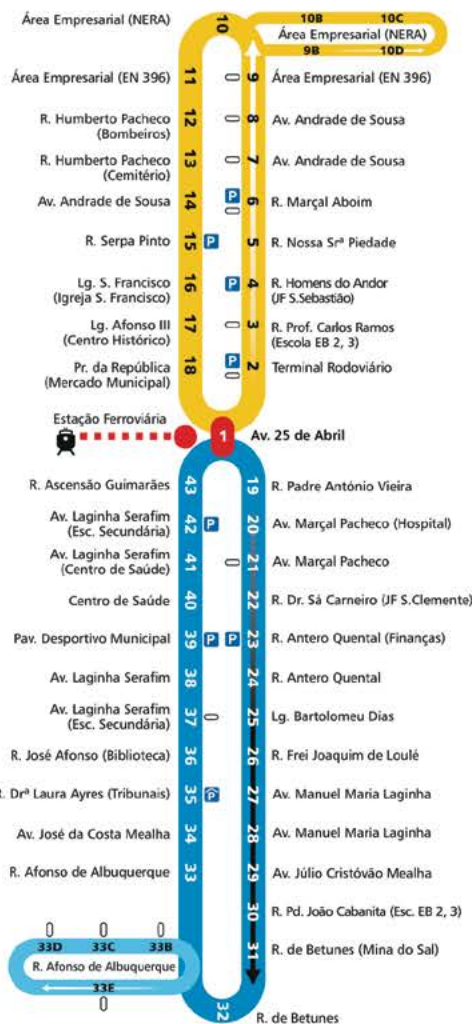 Área Empresarial (NERA)
10
10B 10C
Área Empresarial (NERA)
9B 10D
Área Empresarial (EN 396)
11
9
Área Empresarial (EN 396)
R. Humberto Pacheco
(Bombeiros)
12
8
Av. Andrade de Sousa
R. Humberto Pacheco
(Cemitério)
13
7
Av. Andrade de Sousa
Av. Andrade de Sousa
14
P
6
R. Marçal Aboim
R. Serpa Pinto
15
P
5
R. Nossa Srª Piedade
Lg. S. Francisco
(Igreja S. Francisco)
16
P
4
R. Homens do Andor
(JF S.Sebastião)
Lg. Afonso III
(Centro Histórico)
17
3
R. Prof. Carlos Ramos
(Escola EB 2, 3)
Pr. da República
(Mercado Municipal)
18
P
2
Terminal Rodoviário
Estação Ferroviária
1
Av. 25 de Abril
R. Ascensão Guimarães
43
19
R. Padre António Vieira
Av. Laginha Serafim
(Esc. Secundária)
42
P
20
Av. Marçal Pacheco (Hospital)
Av. Laginha Serafim
(Centro de Saúde)
41
21
Av. Marçal Pacheco
Centro de Saúde
40
22
R. Dr. Sá Carneiro (JF S.Clemente)
Pav. Desportivo Municipal
39
P P
23
R. Antero Quental (Finanças)
Av. Laginha Serafim
38
24
R. Antero Quental
Av. Laginha Serafim
(Esc. Secundária)
37
25
Lg. Bartolomeu Dias
R. José Afonso (Biblioteca)
36
26
R. Frei Joaquim de Loulé
R. Drª Laura Ayres (Tribunais)
35
P
27
Av. Manuel Maria Laginha
Av. José da Costa Mealha
34
28
Av. Manuel Maria Laginha
R. Afonso de Albuquerque
33
29
Av. Júlio Cristóvão Mealha
30
R. Pd. João Cabanita (Esc. EB 2, 3)
33D 33C 33B
R. Afonso de Albuquerque
33E
31
R. de Betunes (Mina do Sal)
32
R. de Betunes